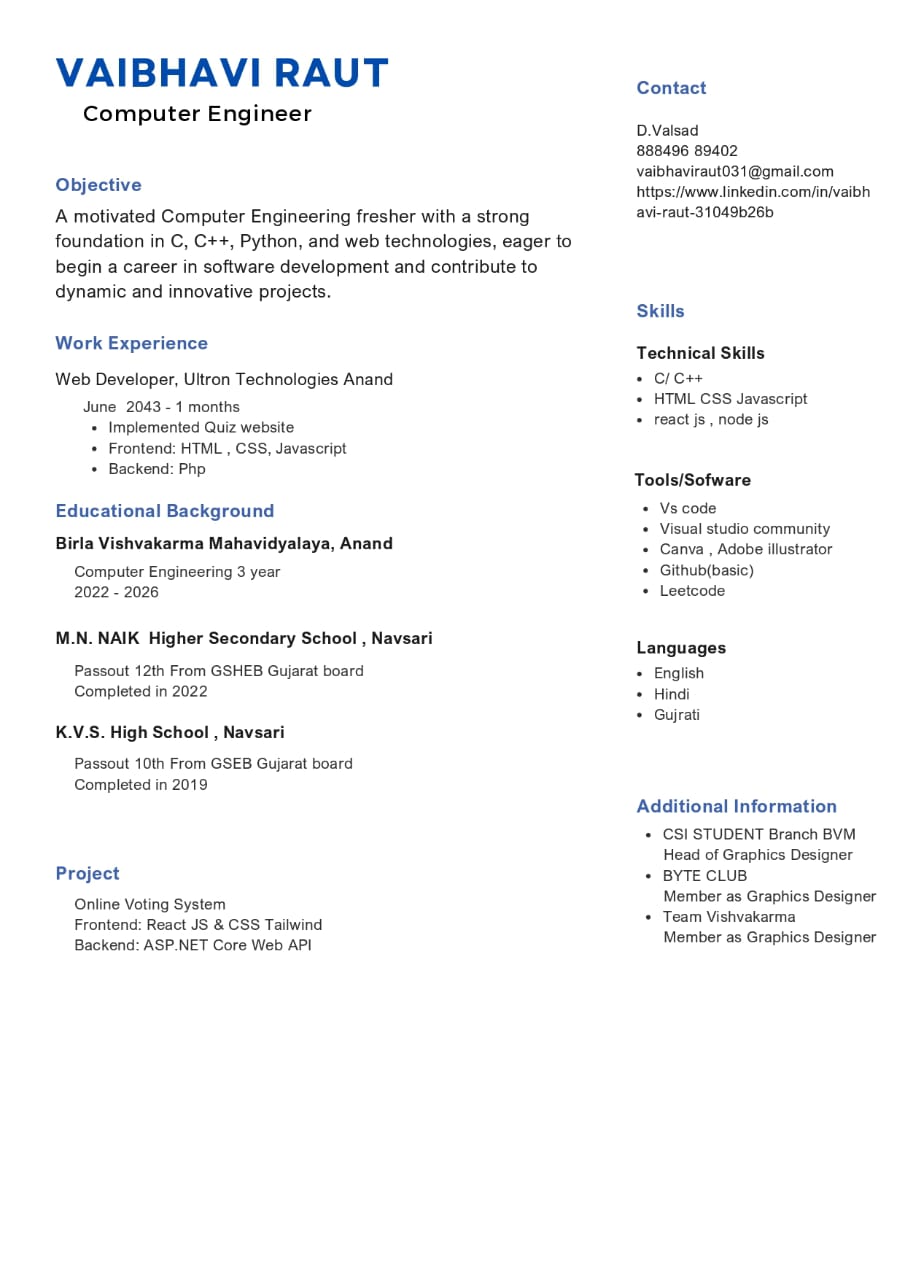 VAIBHAVI RAUT
Computer Engineer
Objective
A motivated Computer Engineering fresher with a strong
foundation in C, C++, Python, and web technologies, eager to
begin a career in software development and contribute to
dynamic and innovative projects.
Work Experience
Web Developer, Ultron Technologies Anand
June 2043 - 1 months
• Implemented Quiz website
• Frontend: HTML , CSS, Javascript
• Backend: Php
Educational Background
Birla Vishvakarma Mahavidyalaya, Anand
Computer Engineering 3 year
2022 - 2026
M.N. NAIK Higher Secondary School , Navsari
Passout 12th From GSHEB Gujarat board
Completed in 2022
K.V.S. High School , Navsari
Passout 10th From GSEB Gujarat board
Completed in 2019
Project
Online Voting System
Frontend: React JS & CSS Tailwind
Backend: ASP.NET Core Web API
Contact
D.Valsad
888496 89402
vaibhaviraut031@gmail.com
https://www.linkedin.com/in/vaibh
avi-raut-31049b26b
Skills
Technical Skills
• C/ C++
• HTML CSS Javascript
• react js , node js
Tools/Sofware
• Vs code
• Visual studio community
• Canva , Adobe illustrator
• Github(basic)
• Leetcode
Languages
• English
• Hindi
• Gujrati
Additional Information
• CSI STUDENT Branch BVM
Head of Graphics Designer
• BYTE CLUB
Member as Graphics Designer
• Team Vishvakarma
Member as Graphics Designer